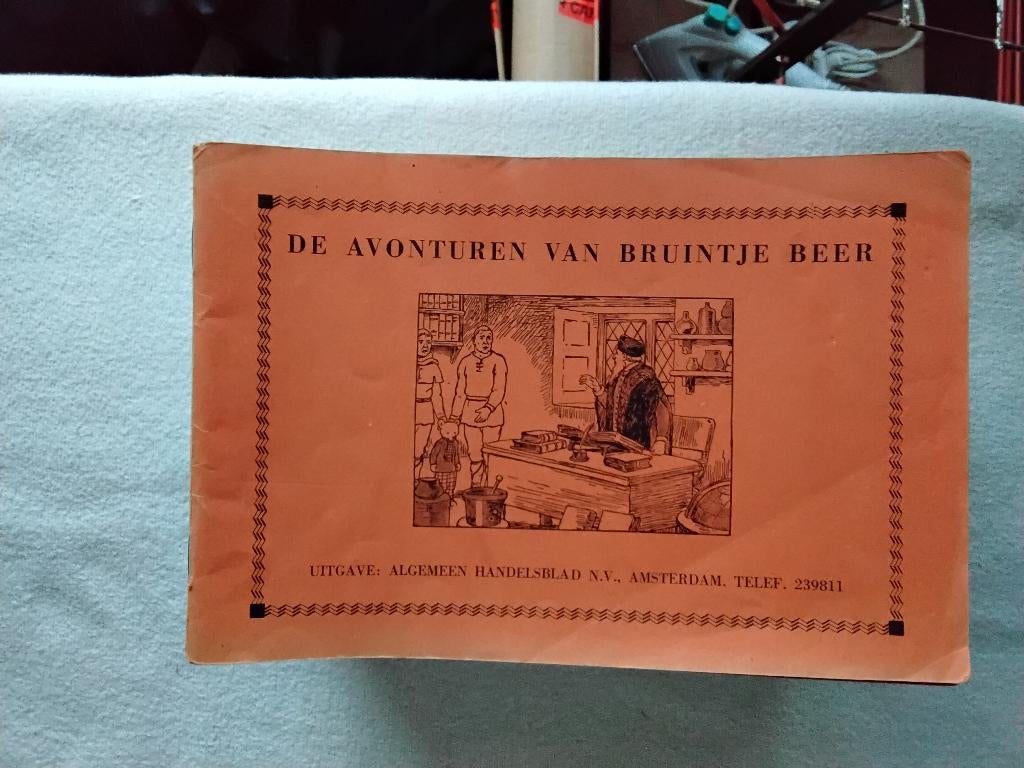 DE AVONTUREN VAN BRUINTJE BEER
UITGAVE: ALGEMEEN HANDELSBLAD N.V., AMSTERDAM. TELEF. 239811